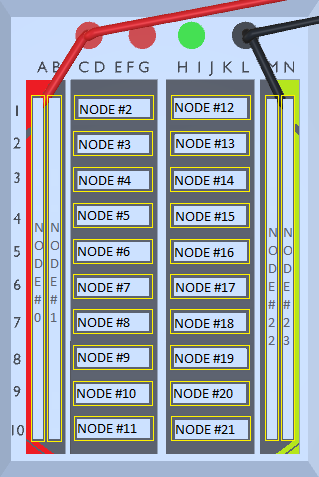 A B C D E F G H I J K L M N
1 NODE #2 NODE #12
2 NODE #3 NODE #13
3 NODE #4 NODE #14
4 NODE #5 NODE #15
5 NODE #6 NODE #16
6 NODE #7 NODE #17
7 NODE #8 NODE #18
8 NODE #9 NODE #19
9 NODE #10 NODE #20
10 NODE #11 NODE #21
NODE#0
NODE#1
NODE#22
NODE#23